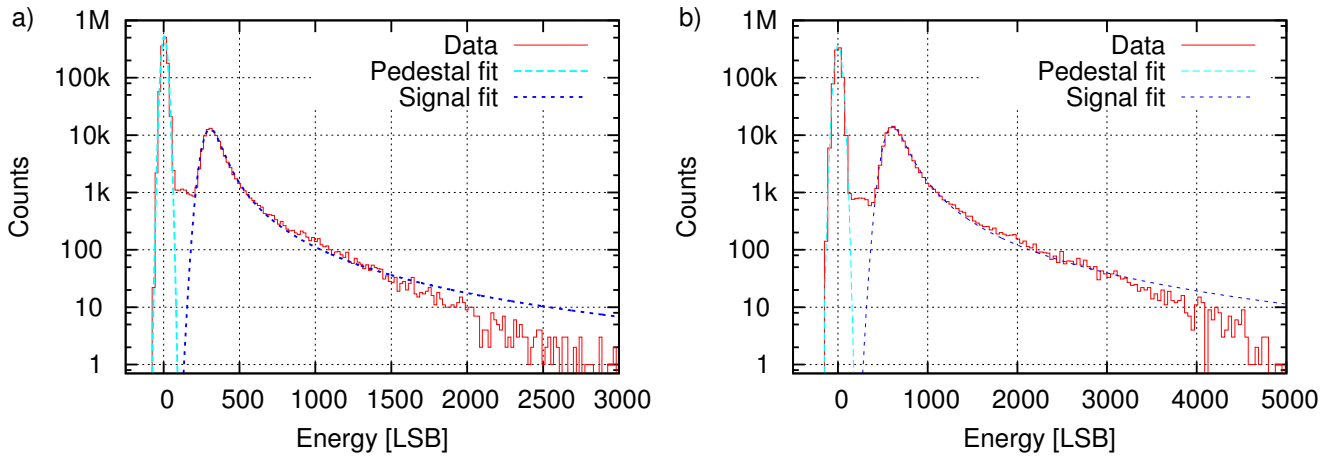 a)
1M
100k
10k
1k
100
10
1
Counts
Data
Pedestal fit
Signal fit
0 500 1000 1500 2000 2500 3000
Energy [LSB]
b)
1M
100k
10k
1k
100
10
1
Counts
Data
Pedestal fit
Signal fit
0 1000 2000 3000 4000 5000
Energy [LSB]